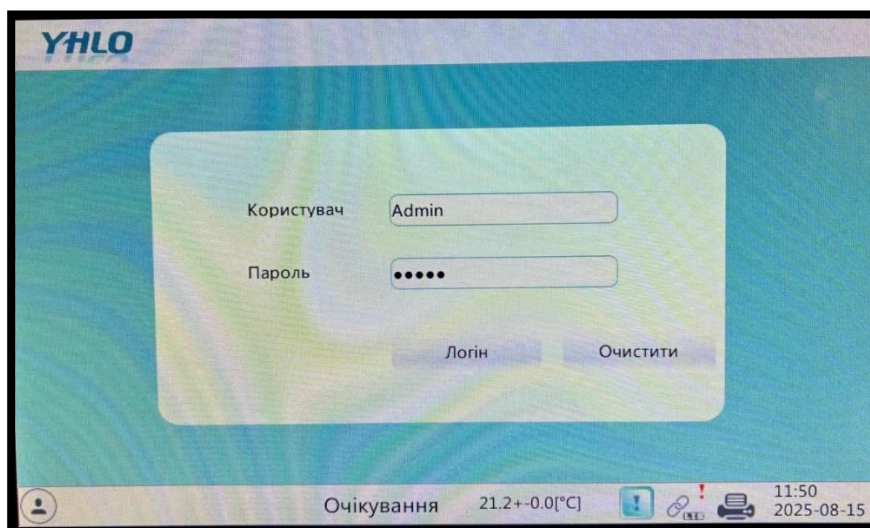 YHLO
Користувач Admin
Пароль •••••
Логін Очистити
Очікування 21.2+-0.0[°C] 11:50
2025-08-15